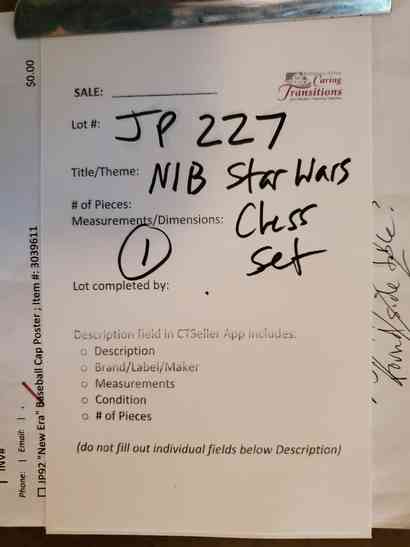 SALE:
Caring
Transitions
Lot #: JP 227
Title/Theme: NIB Star Wars
# of Pieces:
Measurements/Dimensions: Chess
1 set
Lot completed by:
Description field in CTSeller App includes:
o Description
o Brand/Label/Maker
o Measurements
o Condition
o # of Pieces
(do not fill out individual fields below Description)
$0.00
JP92 "New Era" Baseball Cap Poster ; Item #: 3039611
Phone: | Email: |
INV#